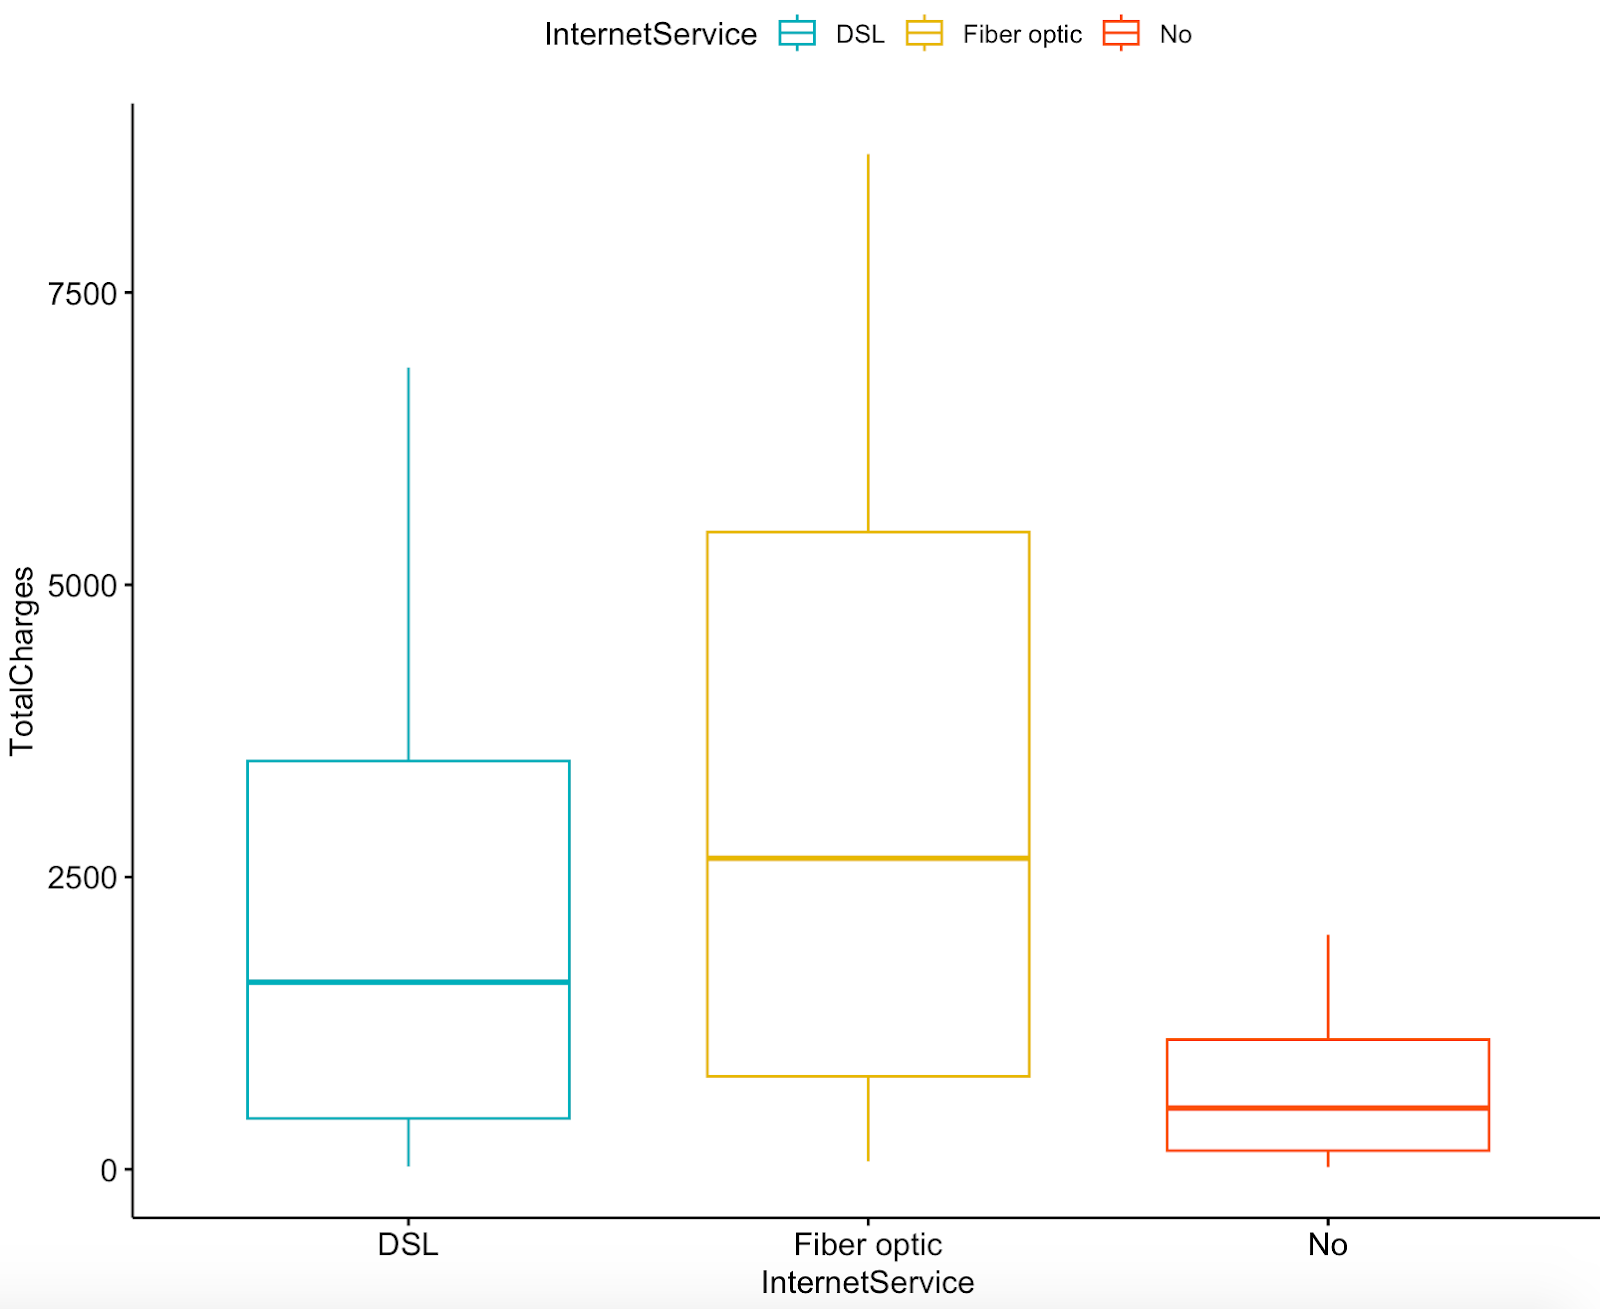 InternetService DSL Fiber optic No
7500
5000
2500
0
TotalCharges
DSL Fiber optic No
InternetService